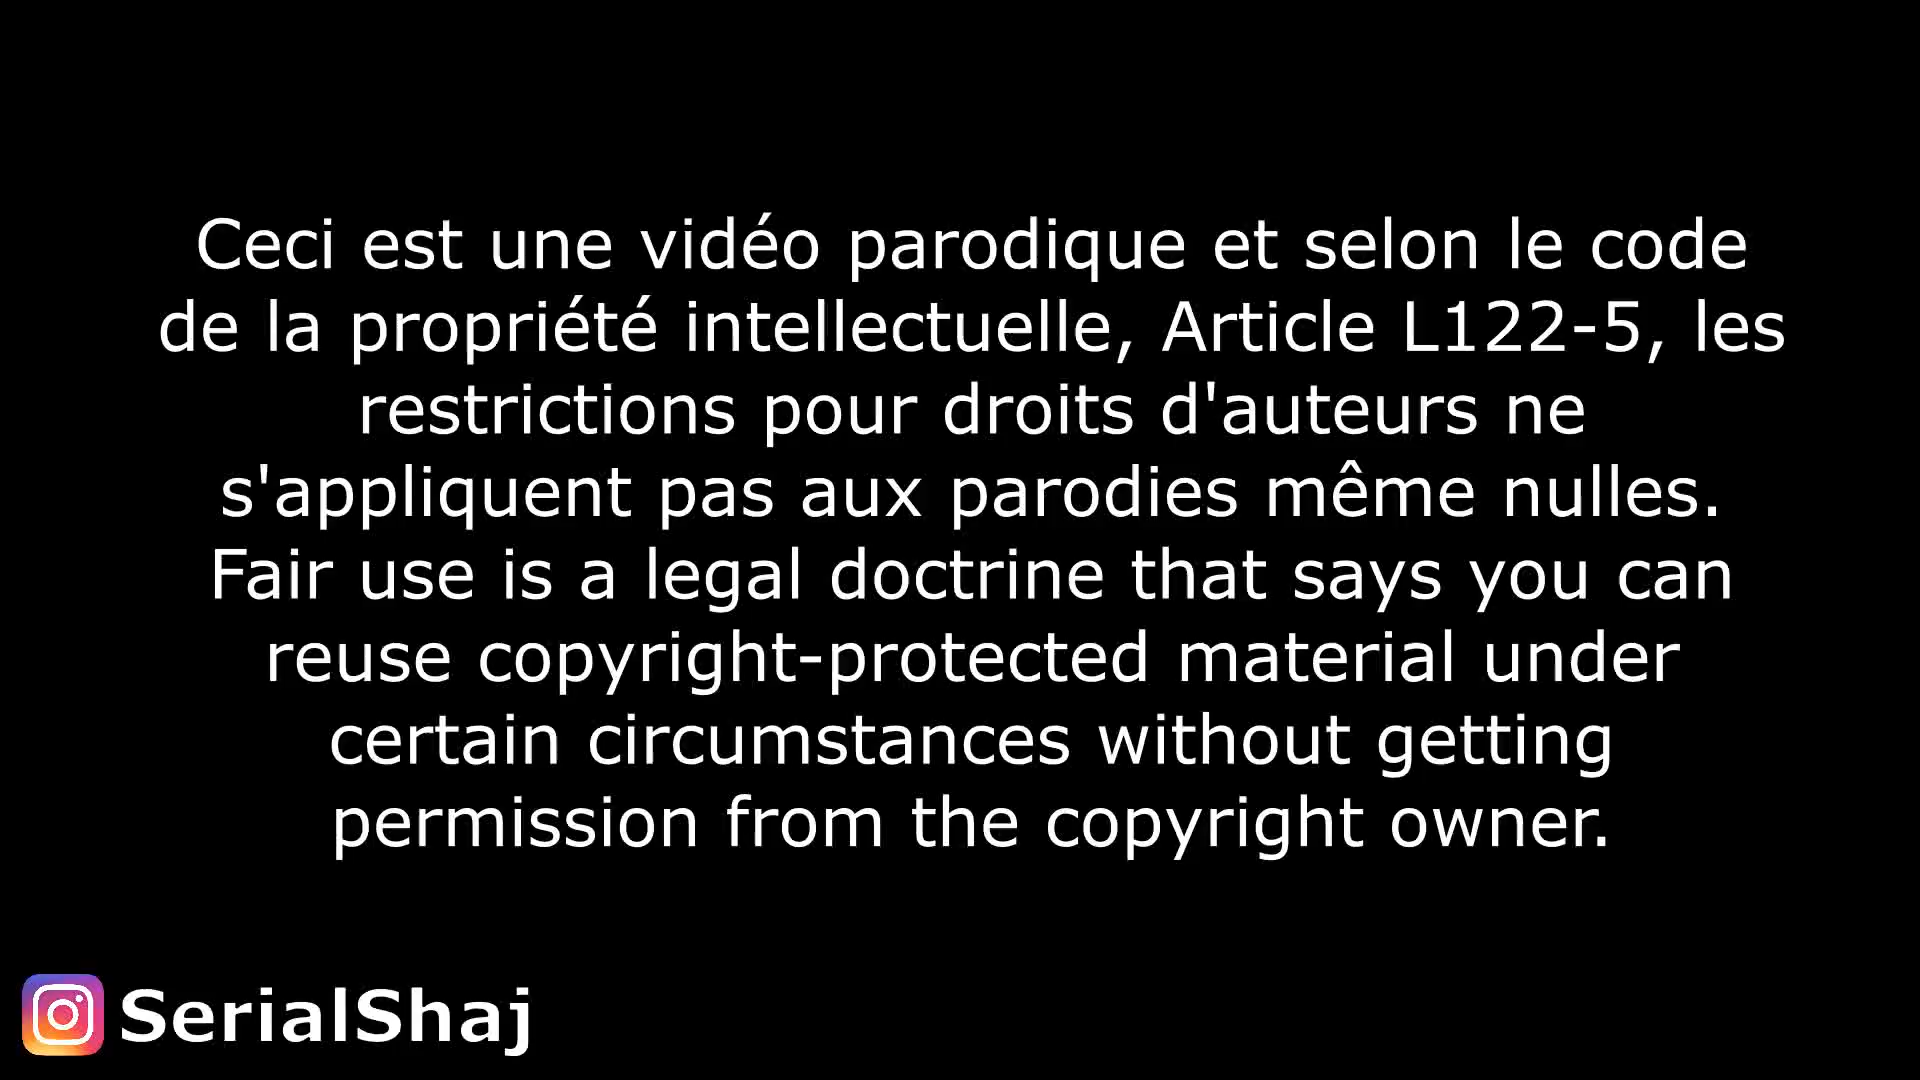 Ceci est une vidéo parodique et selon le code
de la propriété intellectuelle, Article L122-5, les
restrictions pour droits d'auteurs ne
s'appliquent pas aux parodies même nulles.
Fair use is a legal doctrine that says you can
reuse copyright-protected material under
certain circumstances without getting
permission from the copyright owner.
SerialShaj